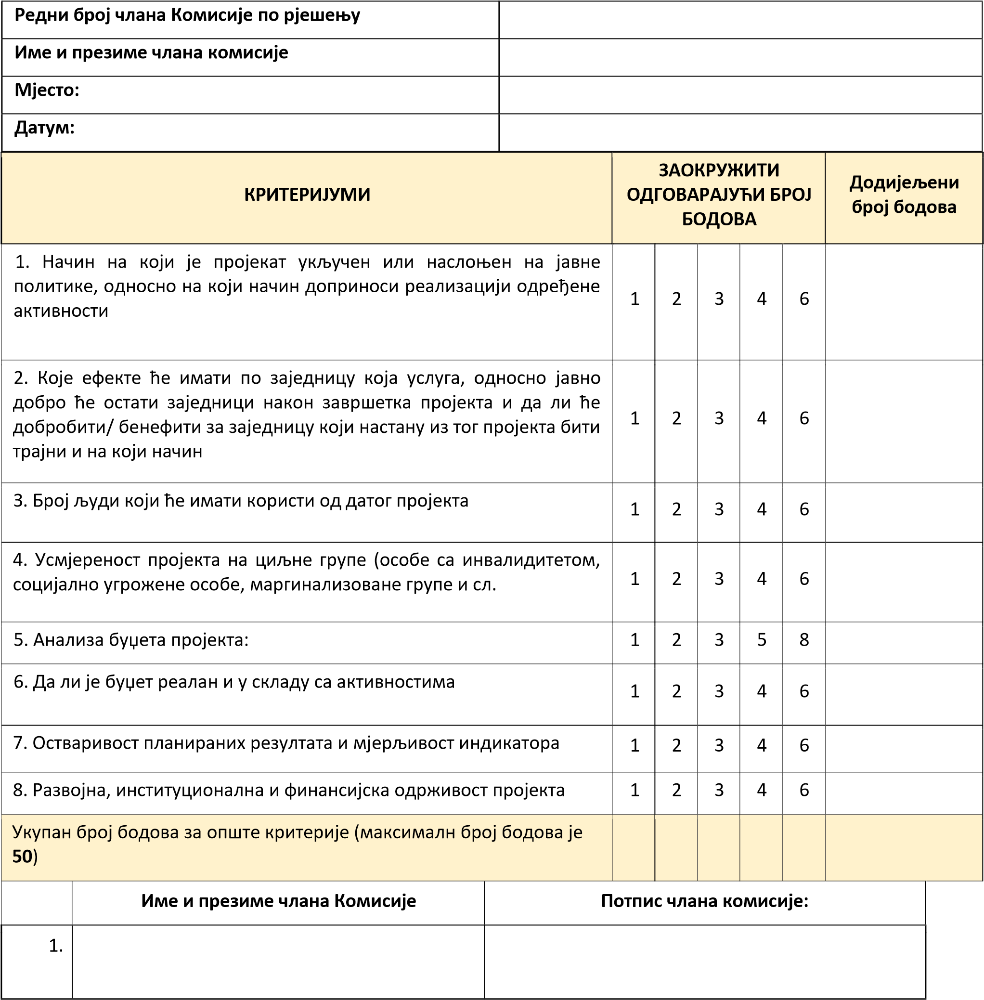 Редни број члана Комисије по рјешењу
Име и презиме члана комисије
Мјесто:
Датум:
КРИТЕРИЈУМИ
ЗАОКРУЖИТИ
ОДГОВАРАЈУЋИ БРОЈ
БОДОВА
Додијељени
број бодова
1. Начин на који је пројекат укључен или наслоњен на јавне
политике, односно на који начин доприноси реализацији одређене
активности
1 2 3 4 6
2. Које ефекте ће имати по заједницу која услуга, односно јавно
добро ће остати заједници након завршетка пројекта и да ли ће
добробити/ бенефити за заједницу који настану из тог пројекта бити
трајни и на који начин
1 2 3 4 6
3. Број људи који ће имати користи од датог пројекта
1 2 3 4 6
4. Усмјереност пројекта на циљне групе (особе са инвалидитетом,
социјално угрожене особе, маргинализоване групе и сл.
1 2 3 4 6
5. Анализа буџета пројекта:
1 2 3 5 8
6. Да ли је буџет реалан и у складу са активностима
1 2 3 4 6
7. Остваривост планираних резултата и мјерљивост индикатора
1 2 3 4 6
8. Развојна, институционална и финансијска одрживост пројекта
1 2 3 4 6
Укупан број бодова за опште критерије (максималн број бодова је
50)
Име и презиме члана Комисије
Потпис члана комисије:
1.